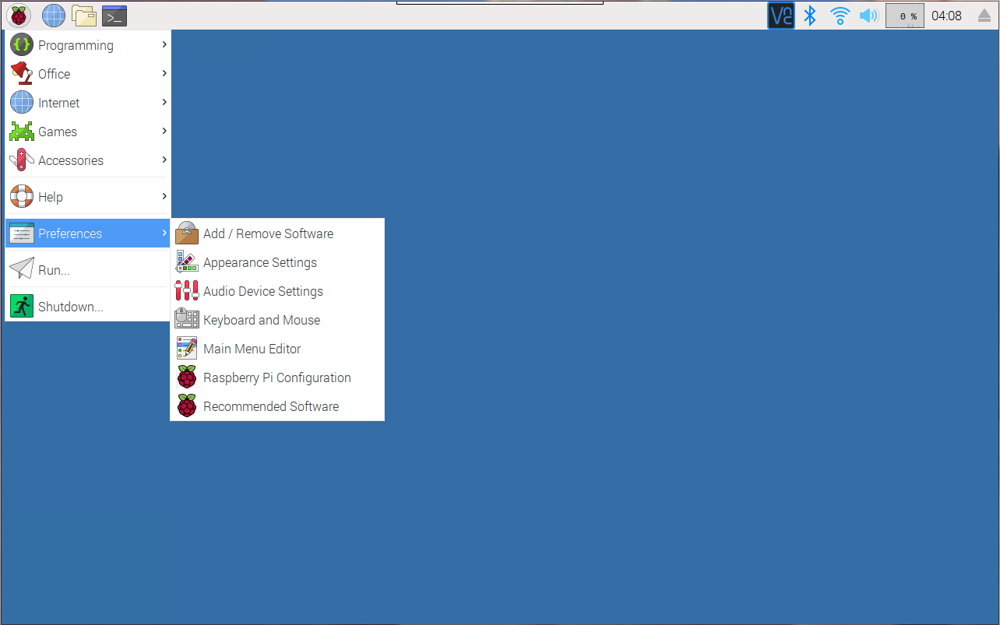 VNC
0 %
04:08
>_
{}
Programming
Office
Internet
Games
Accessories
Help
Preferences
Run...
Shutdown...
Add / Remove Software
Appearance Settings
Audio Device Settings
Keyboard and Mouse
Main Menu Editor
Raspberry Pi Configuration
Recommended Software